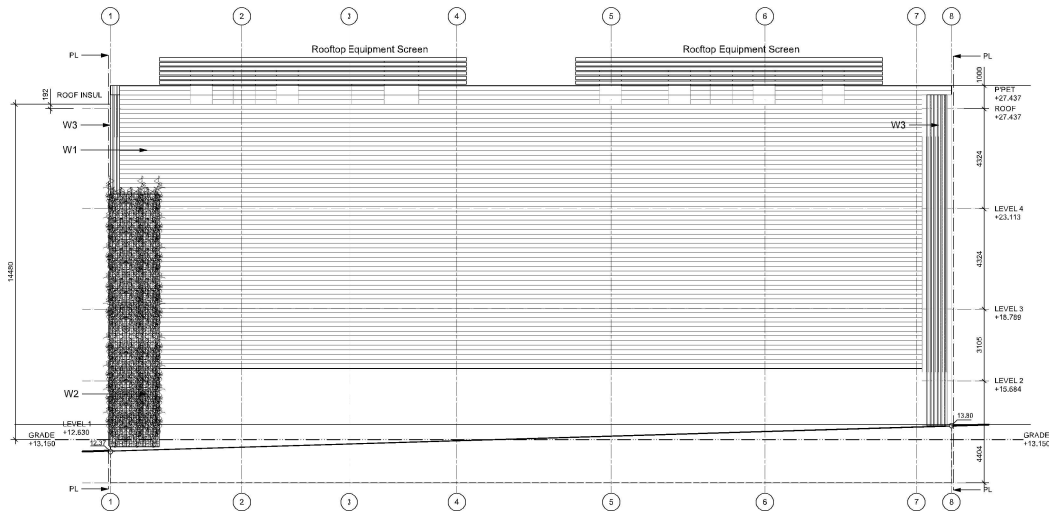 1 2 3 4 5 6 7 8
Rooftop Equipment Screen
Rooftop Equipment Screen
PL
PL
1000
192
ROOF INSUL
P'PET
+27.437
ROOF
+27.437
W3
W3
W1
4324
LEVEL 4
+23.113
14480
4324
LEVEL 3
+18.789
3105
LEVEL 2
+15.684
W2
13.80
LEVEL 1
+12.630
GRADE
+13.150
12.37
GRADE
+13.150
4404
PL
PL
1 2 3 4 5 6 7 8